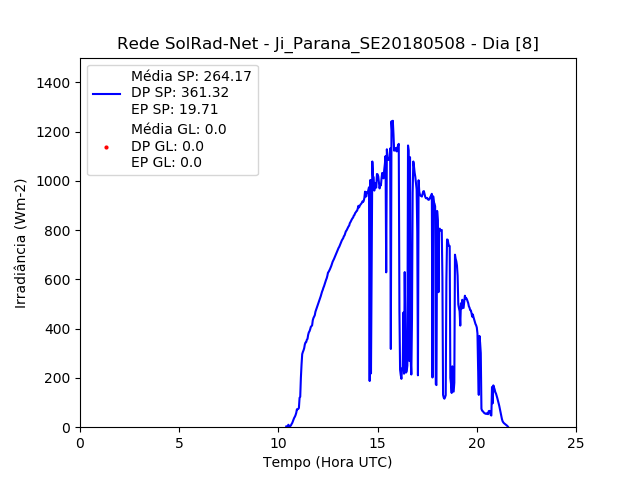 Rede SolRad-Net - Ji_Parana_SE20180508 - Dia [8]
Média SP: 264.17
DP SP: 361.32
EP SP: 19.71
Média GL: 0.0
DP GL: 0.0
EP GL: 0.0
Irradiância (Wm-2)
1400
1200
1000
800
600
400
200
0
0 5 10 15 20 25
Tempo (Hora UTC)